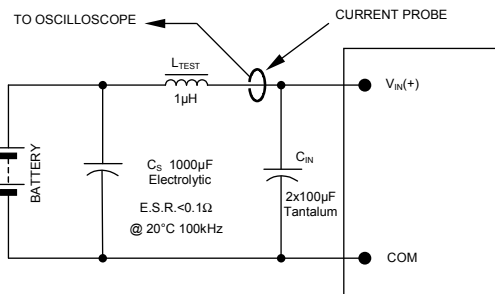 TO OSCILLOSCOPE
CURRENT PROBE
LTEST
1µH
VIN(+)
BATTERY
CS 1000µF
Electrolytic
E.S.R.<0.1Ω
@ 20°C 100kHz
CIN
2x100µF
Tantalum
COM